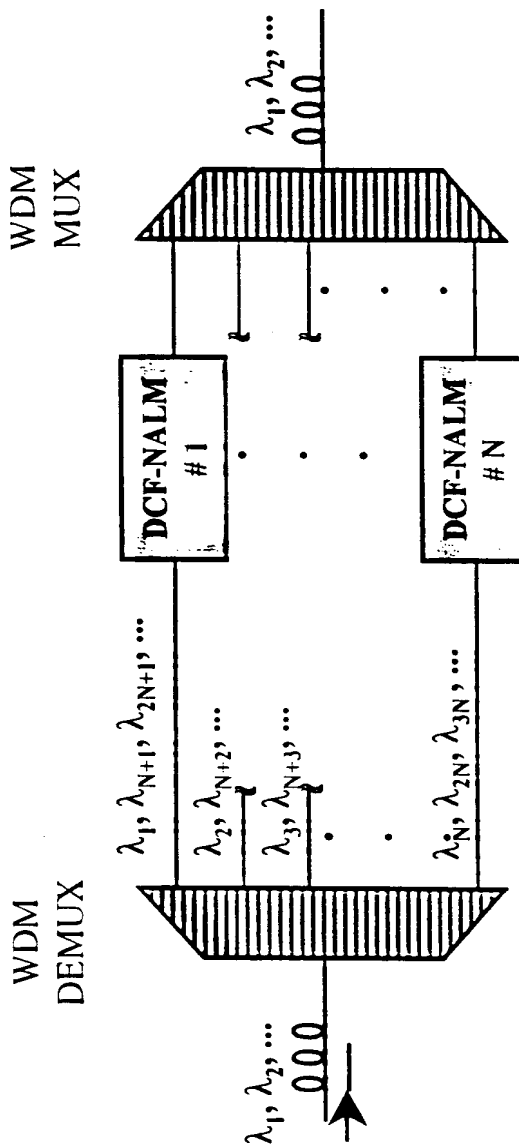 WDM
DEMUX
λ1, λ2, ...
λ1, λN+1, λ2N+1, ...
λ2, λN+2, ...
λ3, λN+3, ...
λN, λ2N, λ3N, ...
DCF-NALM
# 1
DCF-NALM
# N
WDM
MUX
λ1, λ2, ...